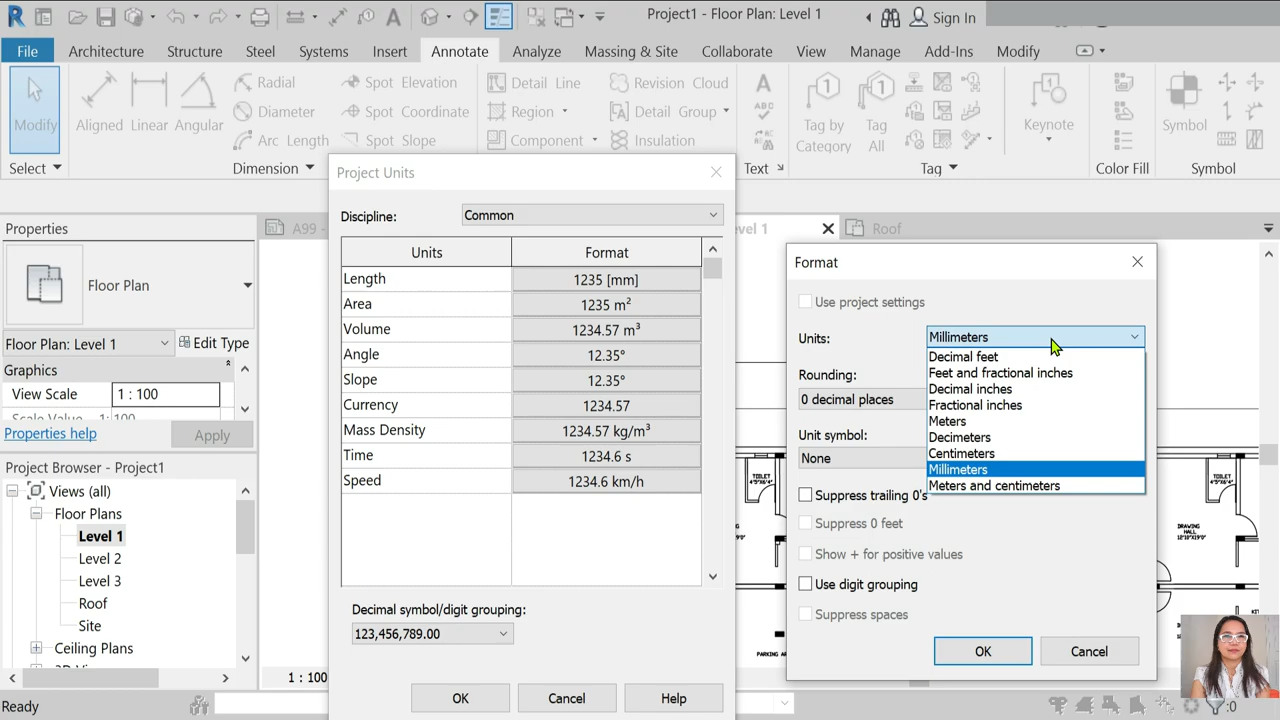 Project1 - Floor Plan: Level 1
Sign In
File
Architecture
Structure
Steel
Systems
Insert
Annotate
Analyze
Massing & Site
Collaborate
View
Manage
Add-Ins
Modify
Modify
Select
Aligned
Linear
Angular
Radial
Diameter
Arc Length
Spot Elevation
Spot Coordinate
Spot Slope
Dimension
Detail Line
Region
Component
Revision Cloud
Detail Group
Insulation
Text
Tag by
Category
Tag
All
Tag
Keynote
Color Fill
Symbol
Symbol
Properties
Floor Plan
Floor Plan: Level 1
Edit Type
Graphics
View Scale
1 : 100
Scale Value 1: 100
Properties help
Apply
Project Browser - Project1
Views (all)
Floor Plans
Level 1
Level 2
Level 3
Roof
Site
Ceiling Plans
Ready
A99 -
Roof
1 : 100
Project Units
Discipline:
Common
Units
Format
Length
1235 [mm]
Area
1235 m²
Volume
1234.57 m³
Angle
12.35°
Slope
12.35°
Currency
1234.57
Mass Density
1234.57 kg/m³
Time
1234.6 s
Speed
1234.6 km/h
Decimal symbol/digit grouping:
123,456,789.00
OK
Cancel
Help
Format
Use project settings
Units:
Millimeters
Decimal feet
Feet and fractional inches
Decimal inches
Fractional inches
Meters
Decimeters
Centimeters
Millimeters
Meters and centimeters
Rounding:
0 decimal places
Unit symbol:
None
Suppress trailing 0's
Suppress 0 feet
Show + for positive values
Use digit grouping
Suppress spaces
OK
Cancel
TOILET
TOILET
DRAWING
HALL
:0